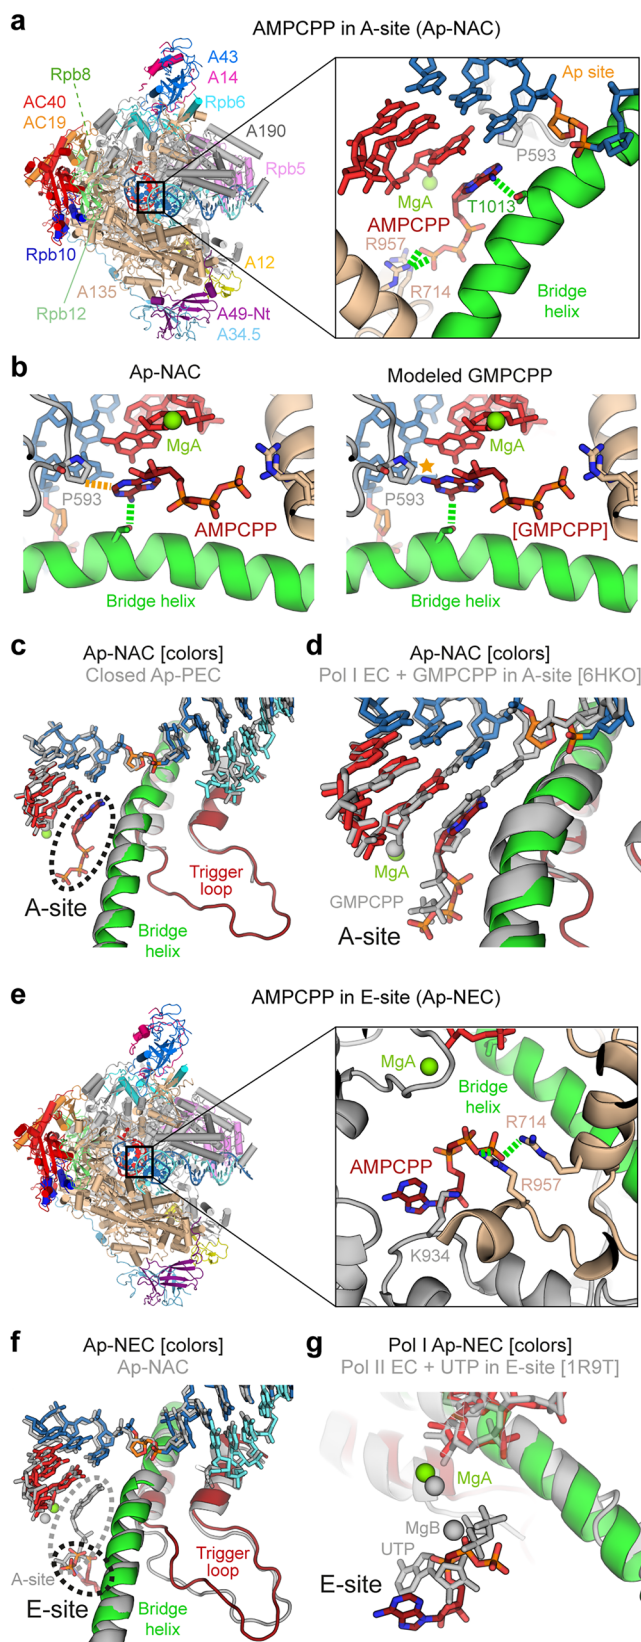 a
AMPCPP in A-site (Ap-NAC)
Rpb8
AC40
AC19
A43
A14
Rpb6
A190
Rpb5
Rpb10
A135
Rpb12
A12
A49-Nt
A34.5
Ap site
P593
MgA
T1013
AMPCPP
R957
R714
Bridge
helix
b
Ap-NAC
Modeled GMPCPP
MgA
P593
AMPCPP
Bridge helix
MgA
P593
[GMPCPP]
Bridge helix
c
Ap-NAC [colors]
Closed Ap-PEC
A-site
Bridge
helix
Trigger
loop
d
Ap-NAC [colors]
Pol I EC + GMPCPP in A-site [6HKO]
MgA
GMPCPP
A-site
e
AMPCPP in E-site (Ap-NEC)
MgA
Bridge
helix
R714
AMPCPP
R957
K934
f
Ap-NEC [colors]
Ap-NAC
A-site
E-site
Bridge
helix
Trigger
loop
g
Pol I Ap-NEC [colors]
Pol II EC + UTP in E-site [1R9T]
MgA
MgB
UTP
E-site